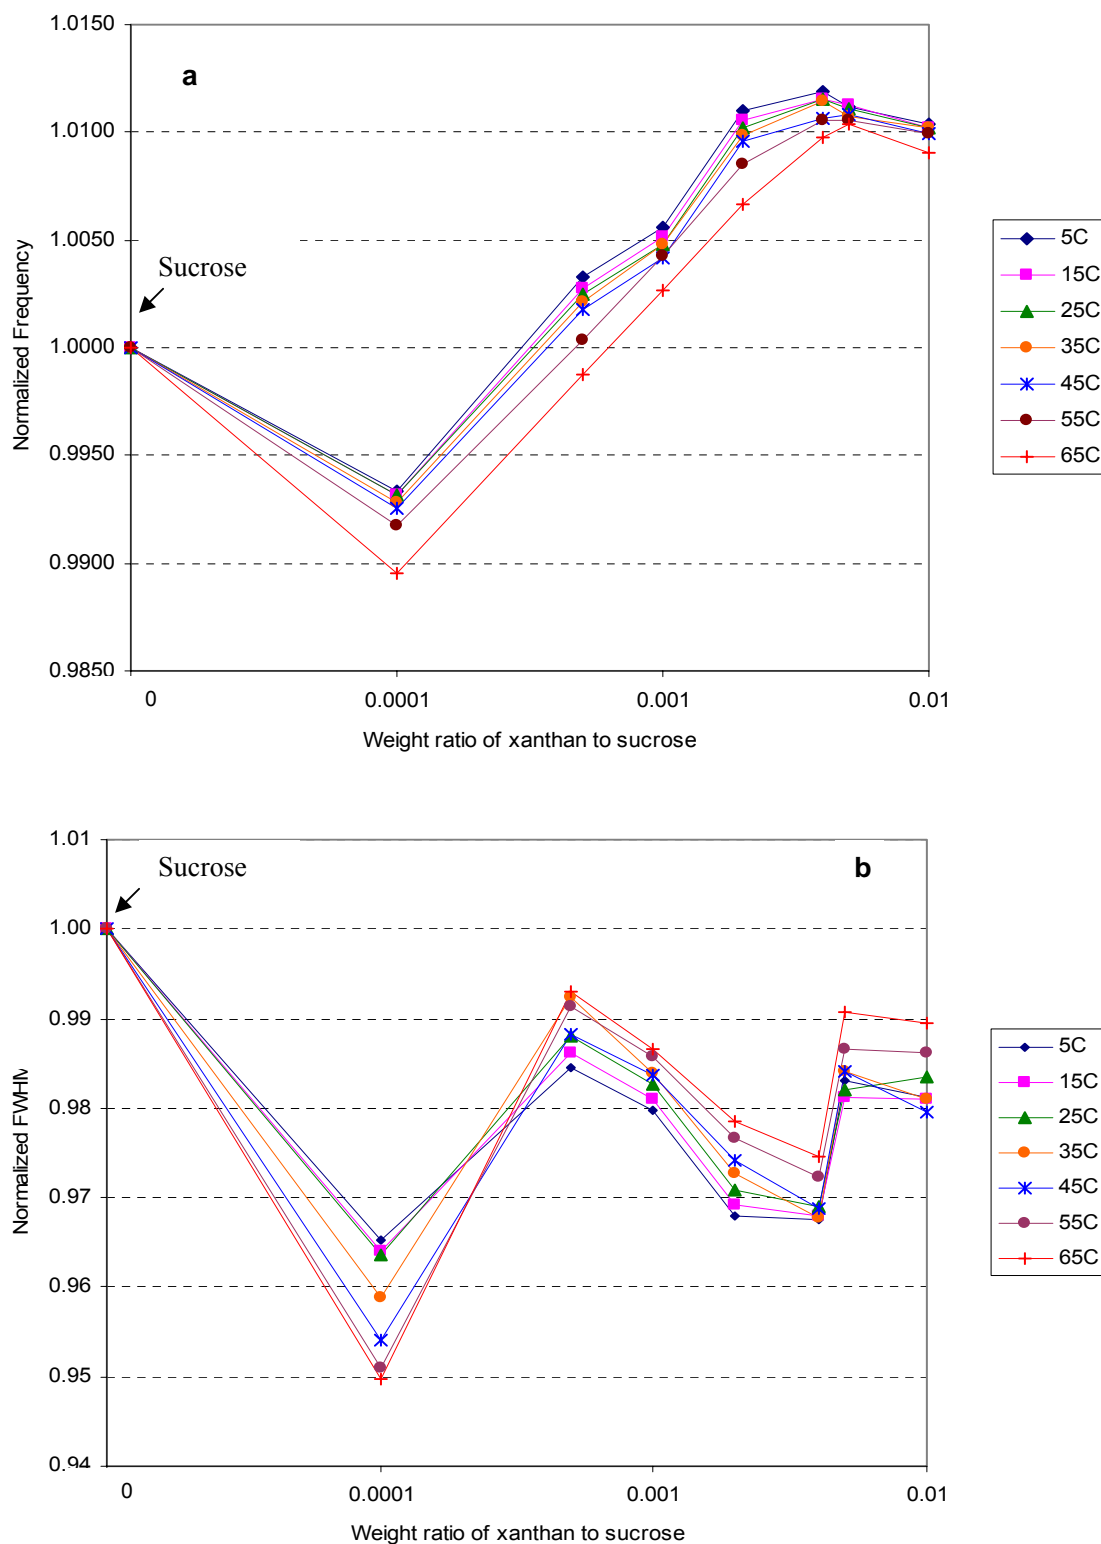 1.0150
a
1.0100
1.0050
Sucrose
1.0000
0.9950
0.9900
0.9850
Normalized Frequency
0 0.0001 0.001 0.01
Weight ratio of xanthan to sucrose
5C
15C
25C
35C
45C
55C
65C
1.01
Sucrose b
1.00
0.99
0.98
0.97
0.96
0.95
0.94
Normalized FWHM
0 0.0001 0.001 0.01
Weight ratio of xanthan to sucrose
5C
15C
25C
35C
45C
55C
65C